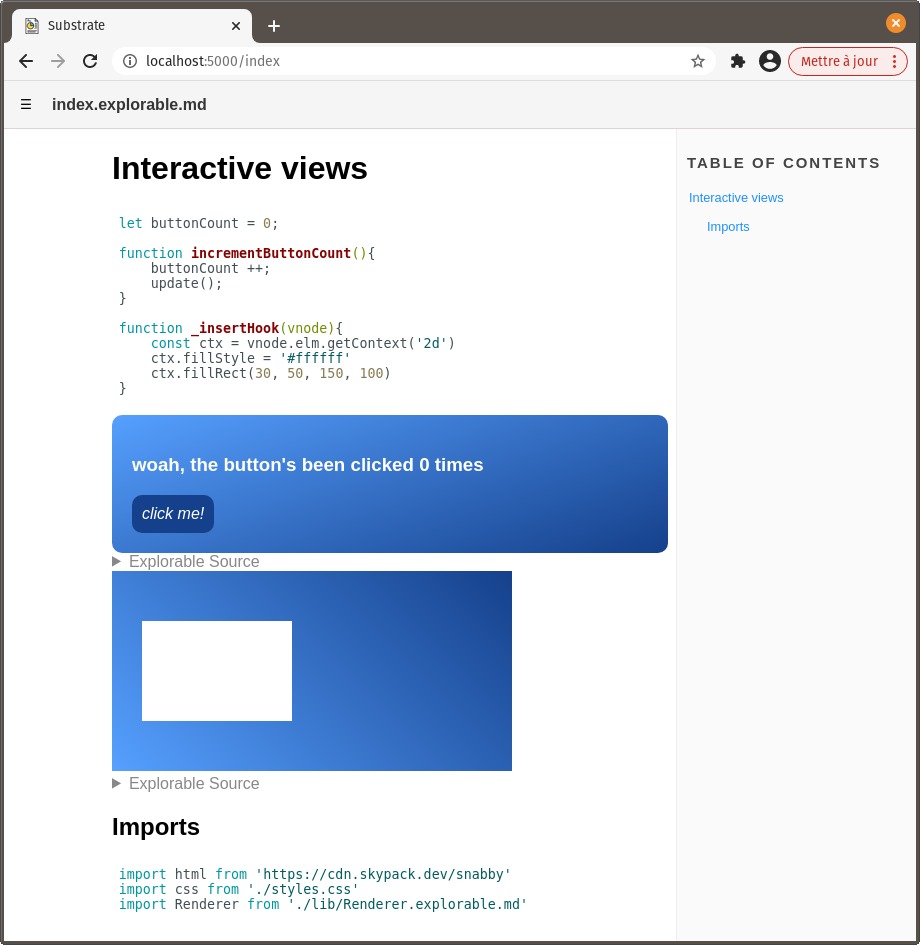 Substrate
localhost:5000/index
Mettre à jour
index.explorable.md
Interactive views
let buttonCount = 0;
function incrementButtonCount(){
buttonCount ++;
update();
}
function _insertHook(vnode){
const ctx = vnode.elm.getContext('2d')
ctx.fillStyle = '#ffffff'
ctx.fillRect(30, 50, 150, 100)
}
woah, the button's been clicked 0 times
click me!
Explorable Source
Explorable Source
Imports
import html from 'https://cdn.skypack.dev/snabby'
import css from './styles.css'
import Renderer from './lib/Renderer.explorable.md'
TABLE OF CONTENTS
Interactive views
Imports